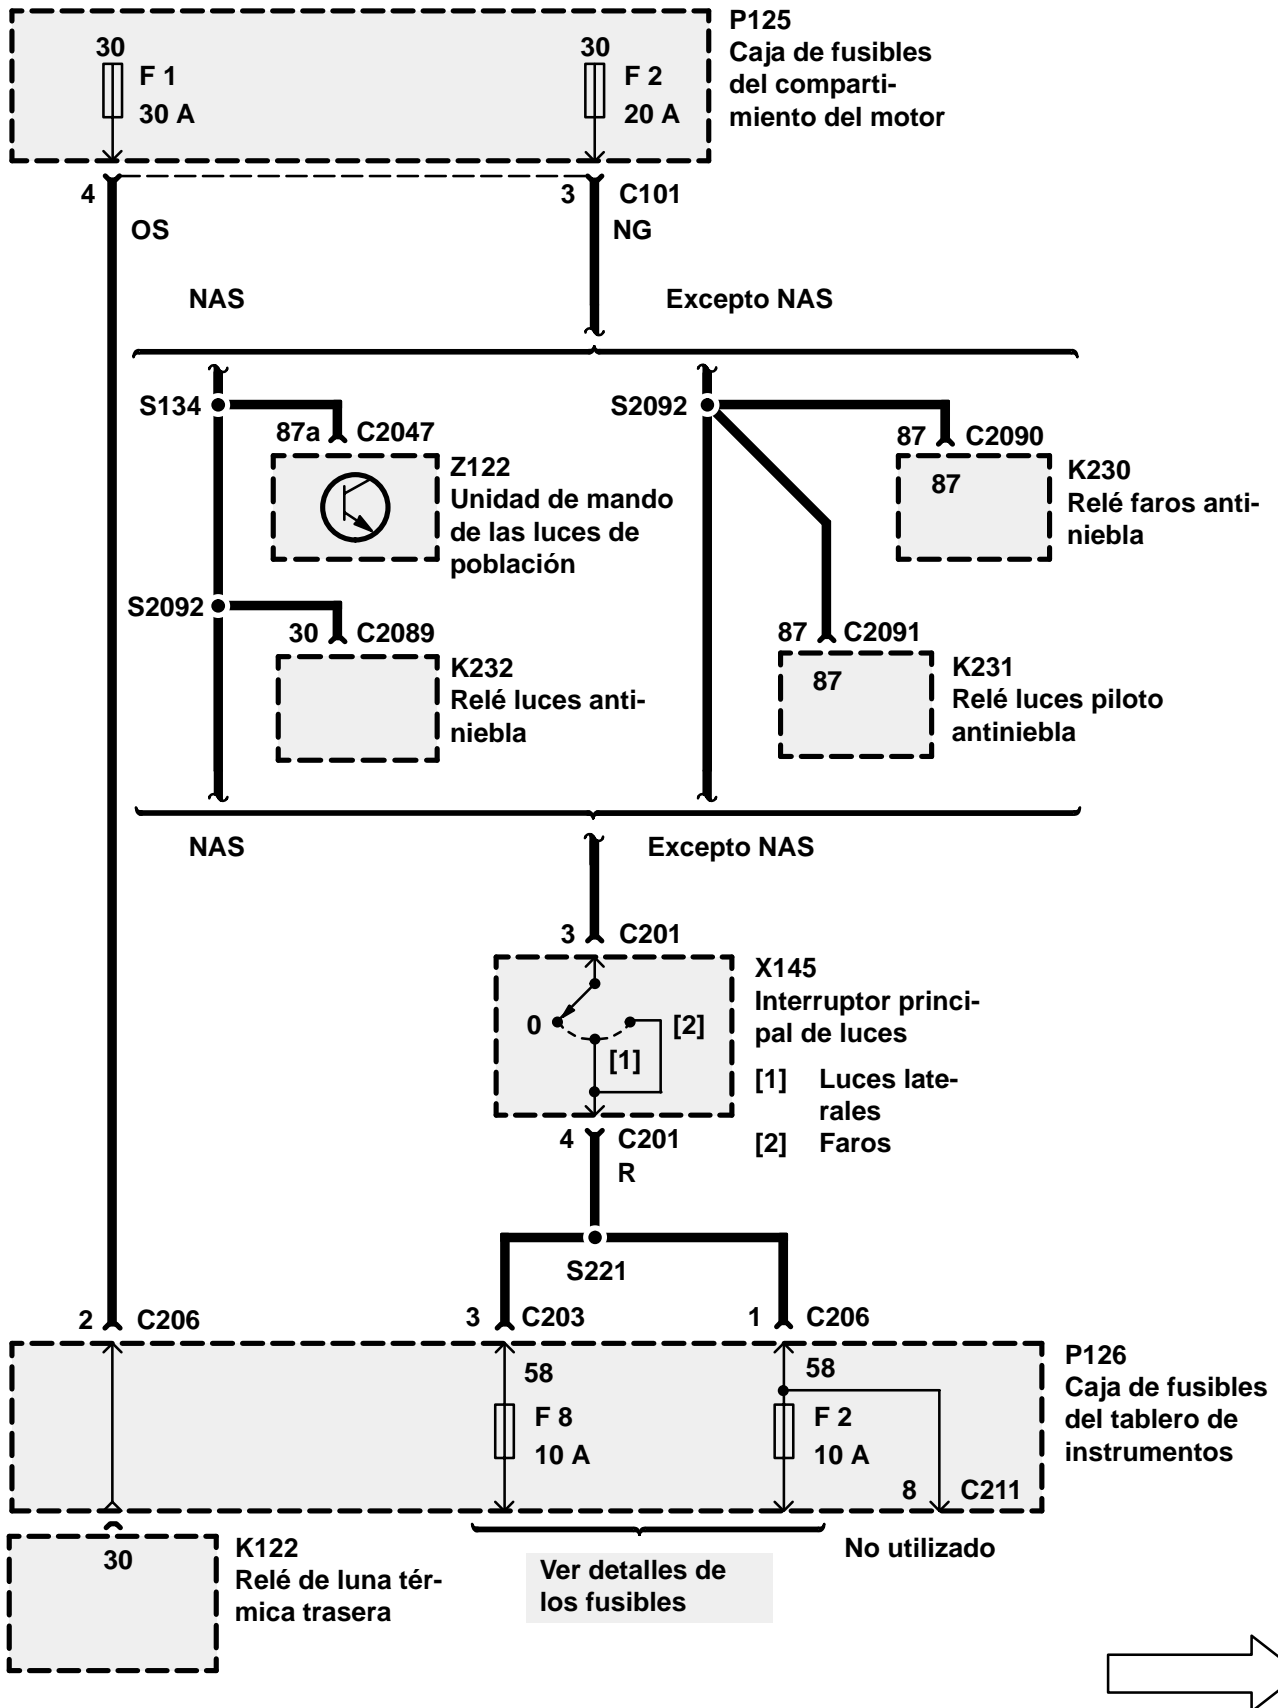 P125
Caja de fusibles
del comparti-
miento del motor
30
F 1
30 A
30
F 2
20 A
4
3
C101
OS
NG
NAS
Excepto NAS
S134
87a
C2047
Z122
Unidad de mando
de las luces de
población
S2092
30
C2089
K232
Relé luces anti-
niebla
S2092
87
C2090
87
K230
Relé faros anti-
niebla
87
C2091
87
K231
Relé luces piloto
antiniebla
NAS
Excepto NAS
3
C201
X145
Interruptor princi-
pal de luces
0
[1]
[2]
[1] Luces late-
rales
[2] Faros
4
C201
R
S221
2
C206
3
C203
1
C206
P126
Caja de fusibles
del tablero de
instrumentos
58
F 8
10 A
58
F 2
10 A
8
C211
30
K122
Relé de luna tér-
mica trasera
Ver detalles de
los fusibles
No utilizado